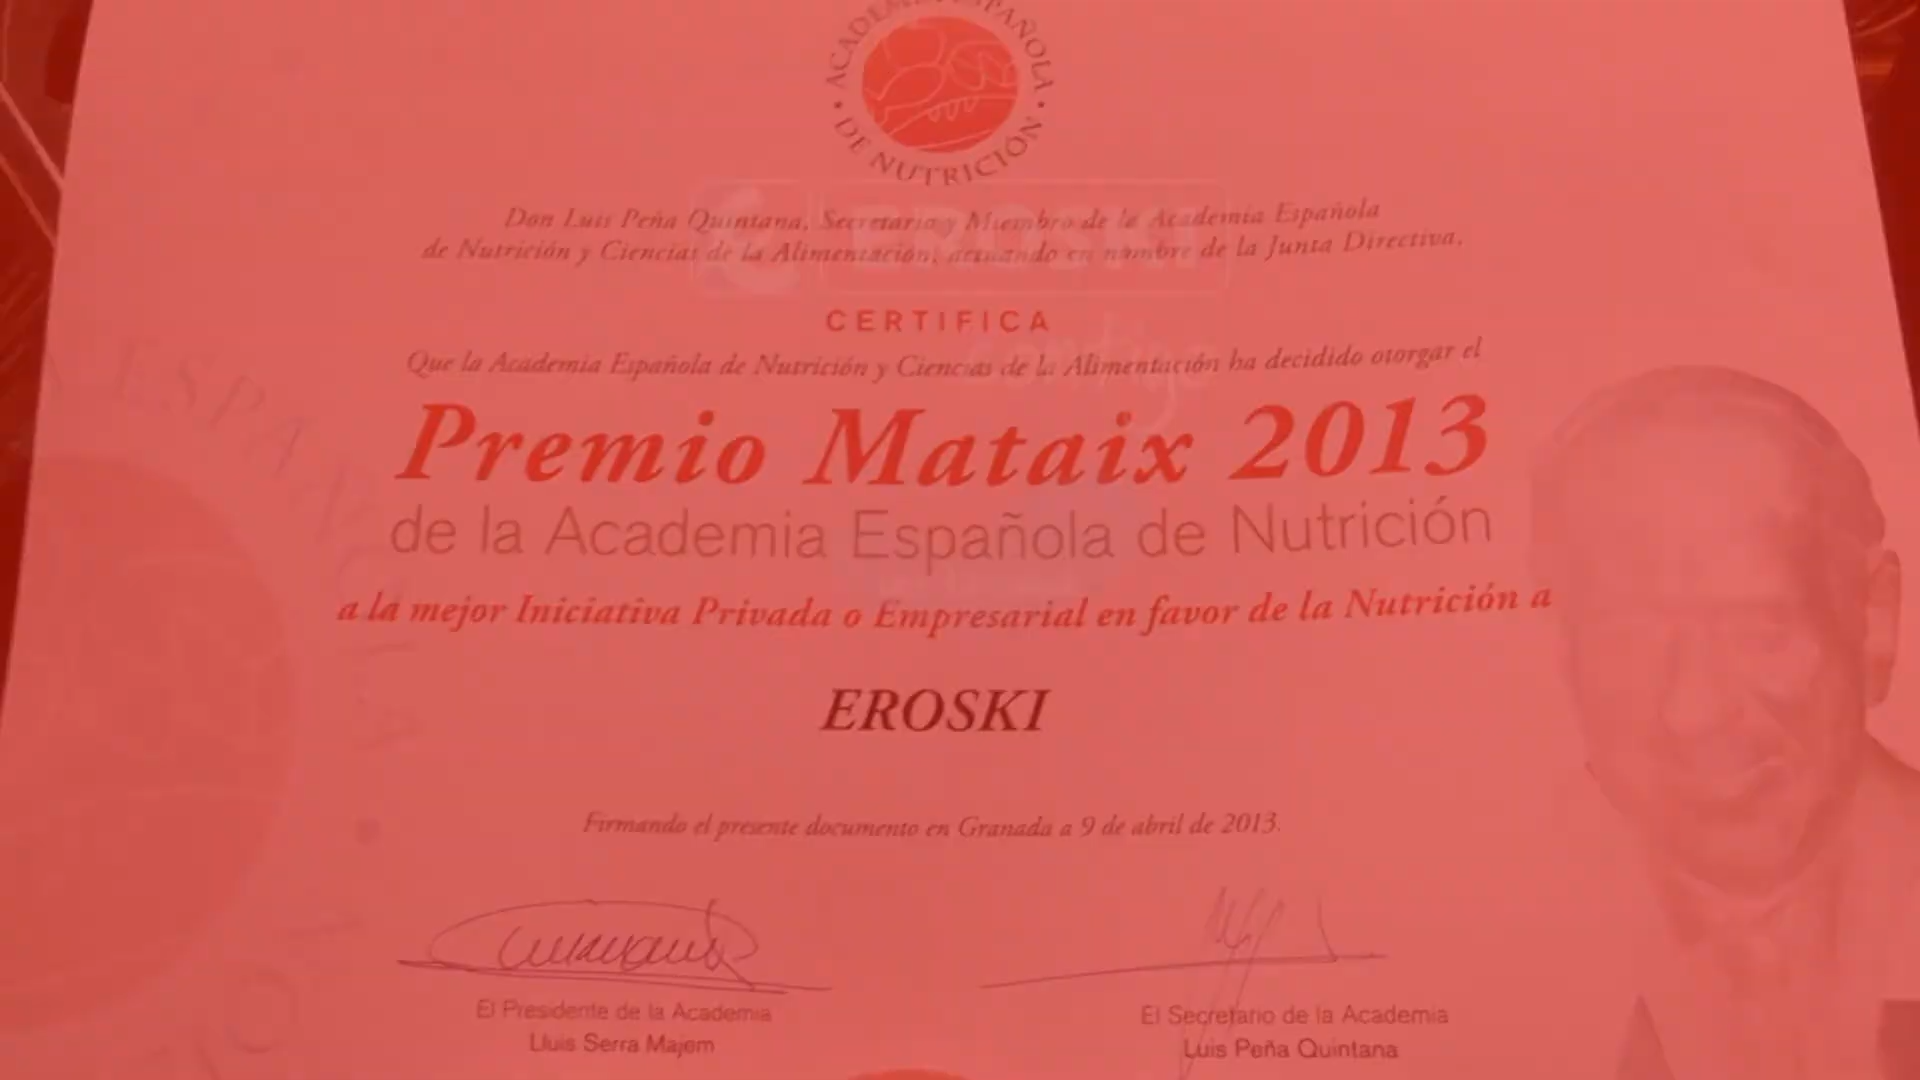 ACADEMIA ESPAÑOLA
DE NUTRICIÓN
Don Luis Peña Quintana, Secretario y Miembro de la Academia Española
de Nutrición y Ciencias de la Alimentación, actuando en nombre de la Junta Directiva,
EROSKI
contigo
CERTIFICA
Que la Academia Española de Nutrición y Ciencias de la Alimentación ha decidido otorgar el
Premio Mataix 2013
de la Academia Española de Nutrición
a la mejor Iniciativa Privada o Empresarial en favor de la Nutrición a
EROSKI
Firmando el presente documento en Granada a 9 de abril de 2013.
El Presidente de la Academia
Lluis Serra Majem
El Secretario de la Academia
Luis Peña Quintana